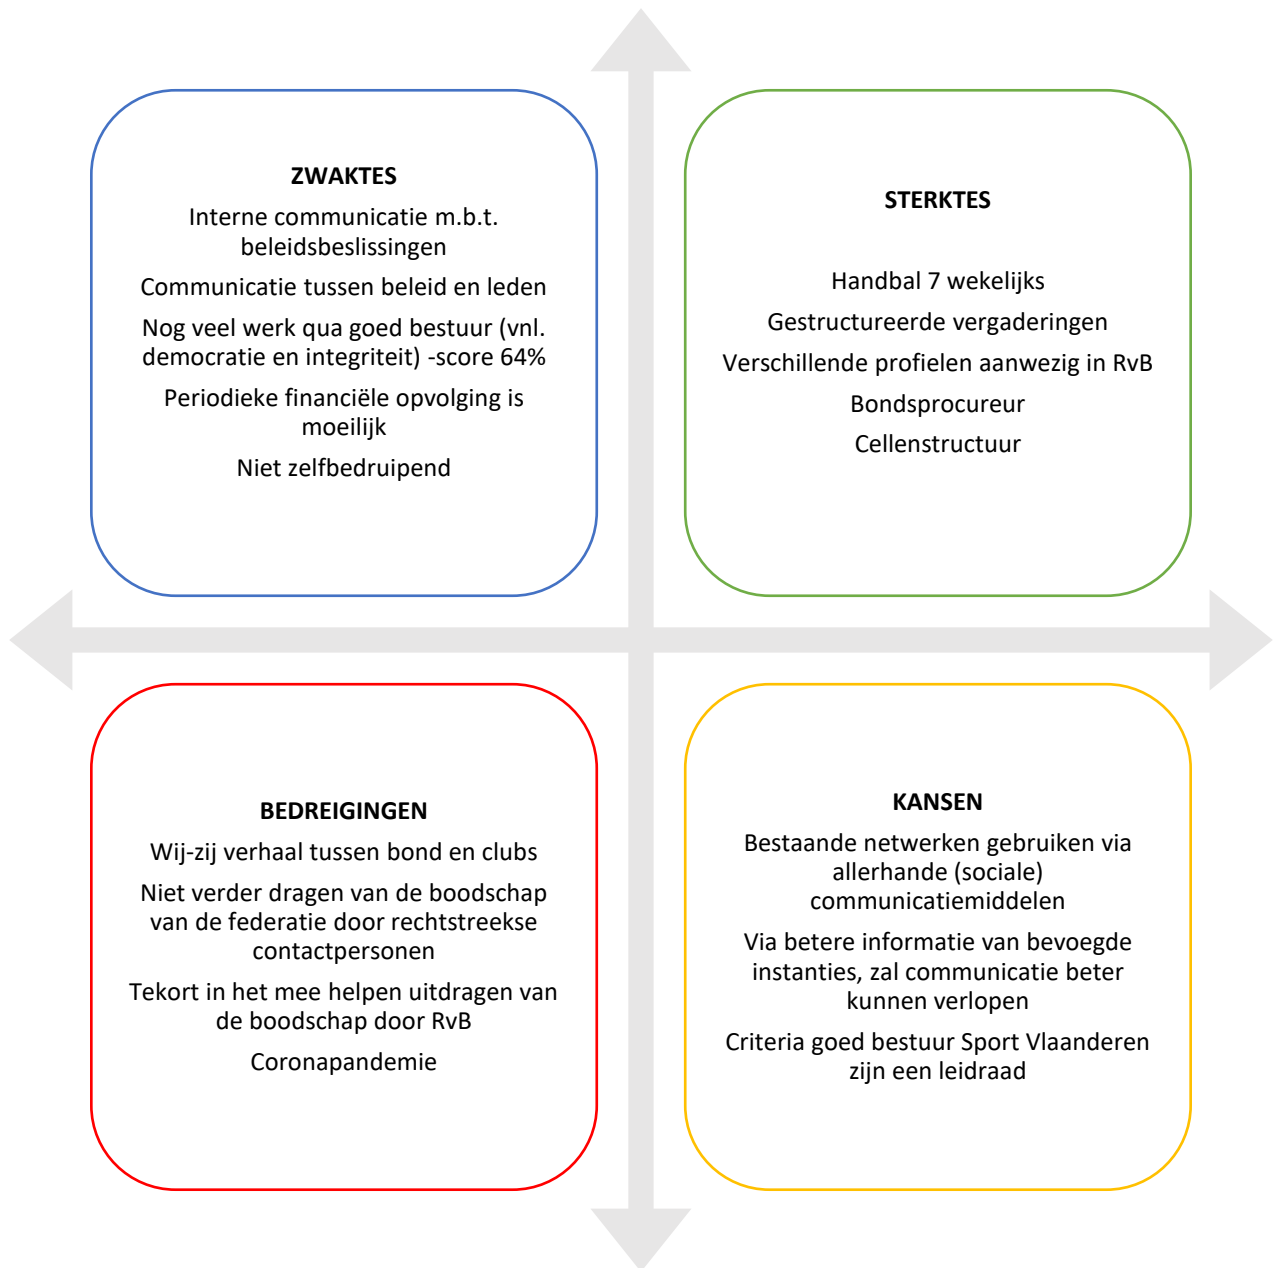 ZWAKTES
Interne communicatie m.b.t.
beleidsbeslissingen
Communicatie tussen beleid en leden
Nog veel werk qua goed bestuur (vnl.
democratie en integriteit) -score 64%
Periodieke financiële opvolging is
moeilijk
Niet zelfbedruipend
STERKTES
Handbal 7 wekelijks
Gestructureerde vergaderingen
Verschillende profielen aanwezig in RvB
Bondsprocureur
Cellenstructuur
BEDREIGINGEN
Wij-zij verhaal tussen bond en clubs
Niet verder dragen van de boodschap
van de federatie door rechtstreekse
contactpersonen
Tekort in het mee helpen uitdragen van
de boodschap door RvB
Coronapandemie
KANSEN
Bestaande netwerken gebruiken via
allerhande (sociale)
communicatiemiddelen
Via betere informatie van bevoegde
instanties, zal communicatie beter
kunnen verlopen
Criteria goed bestuur Sport Vlaanderen
zijn een leidraad